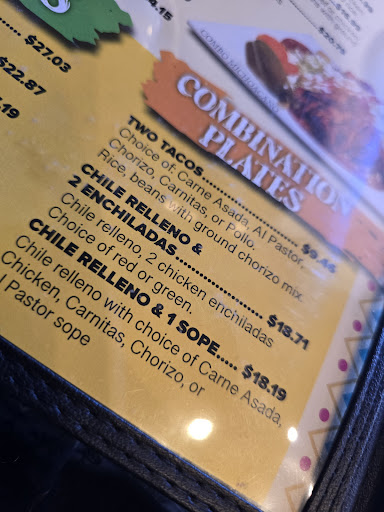 $27.03
$22.87
COMBO MICHOACANO
COMBINATION
PLATES
TWO TACOS.................... $9.46
Choice of: Carne Asada, Al Pastor,
Chorizo, Carnitas, or Pollo.
Rice, beans with ground chorizo mix.
CHILE RELLENO &
2 ENCHILADAS.................... $18.71
Chile relleno, 2 chicken enchiladas
Choice of red or green.
CHILE RELLENO & 1 SOPE..... $18.19
Chile relleno with choice of Carne Asada,
Chicken, Carnitas, Chorizo, or
l Pastor sope